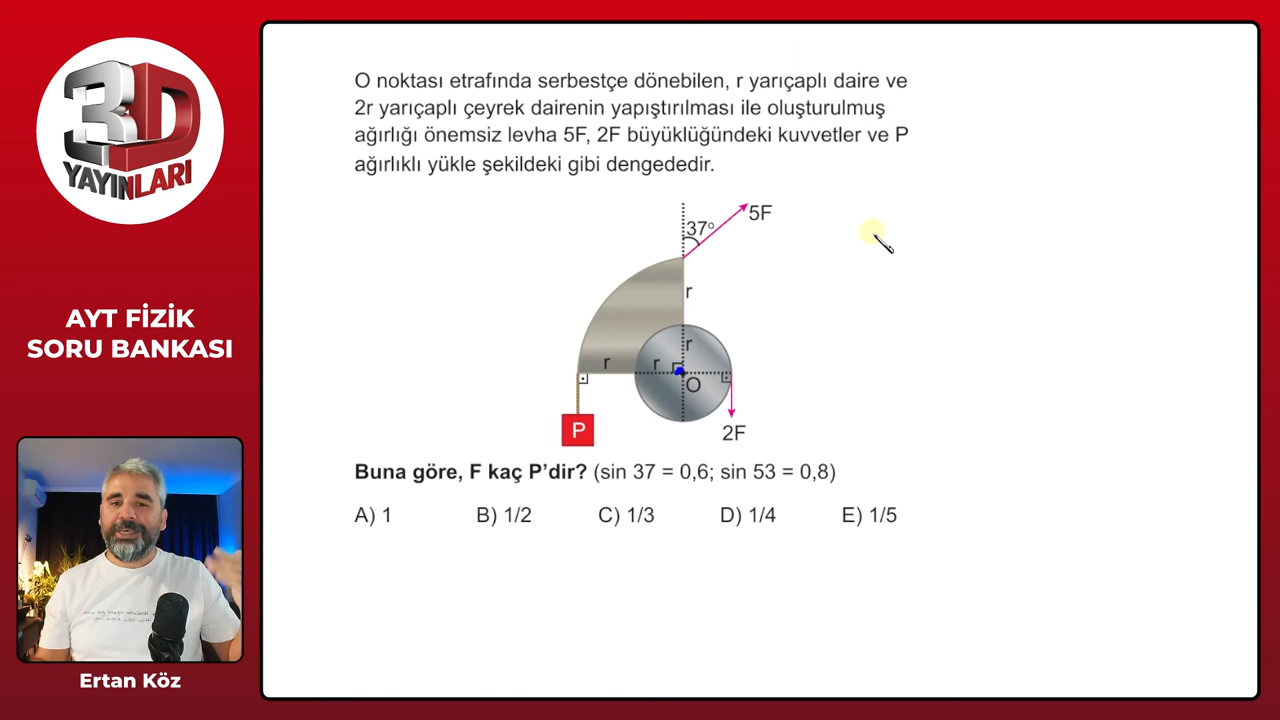 3D
YAYINLARI
AYT FİZİK
SORU BANKASI
Ertan Köz
O noktası etrafında serbestçe dönebilen, r yarıçaplı daire ve
2r yarıçaplı çeyrek dairenin yapıştırılması ile oluşturulmuş
ağırlığı önemsiz levha 5F, 2F büyüklüğündeki kuvvetler ve P
ağırlıklı yükle şekildeki gibi dengededir.
37°
5F
r
r
r
r
O
P
2F
Buna göre, F kaç P'dir? (sin 37 = 0,6; sin 53 = 0,8)
A) 1 B) 1/2 C) 1/3 D) 1/4 E) 1/5